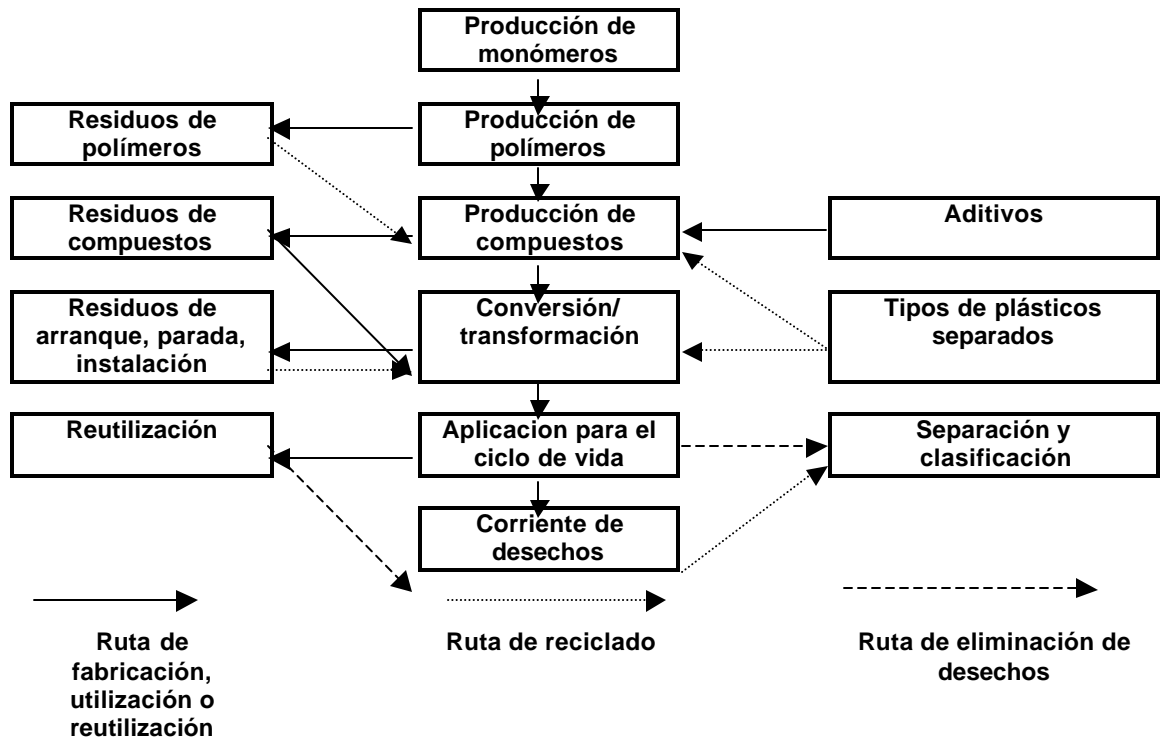 Producción de
monómeros
Residuos de
polímeros
Producción de
polímeros
Residuos de
compuestos
Producción de
compuestos
Aditivos
Residuos de
arranque, parada,
instalación
Conversión/
transformación
Tipos de plásticos
separados
Reutilización
Aplicacion para el
ciclo de vida
Separación y
clasificación
Corriente de
desechos
Ruta de
fabricación,
utilización o
reutilización
Ruta de reciclado
Ruta de eliminación de
desechos